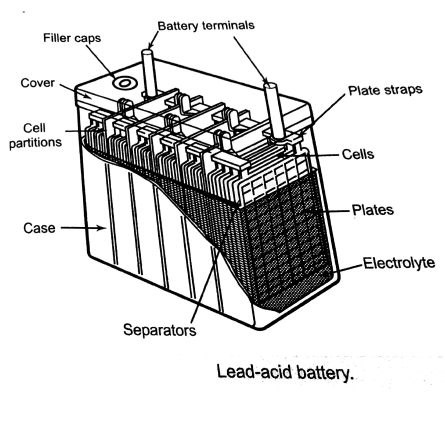 Battery terminals
Filler caps
Cover
Plate straps
Cell
partitions
Cells
Plates
Case
Electrolyte
Separators
Lead-acid battery.